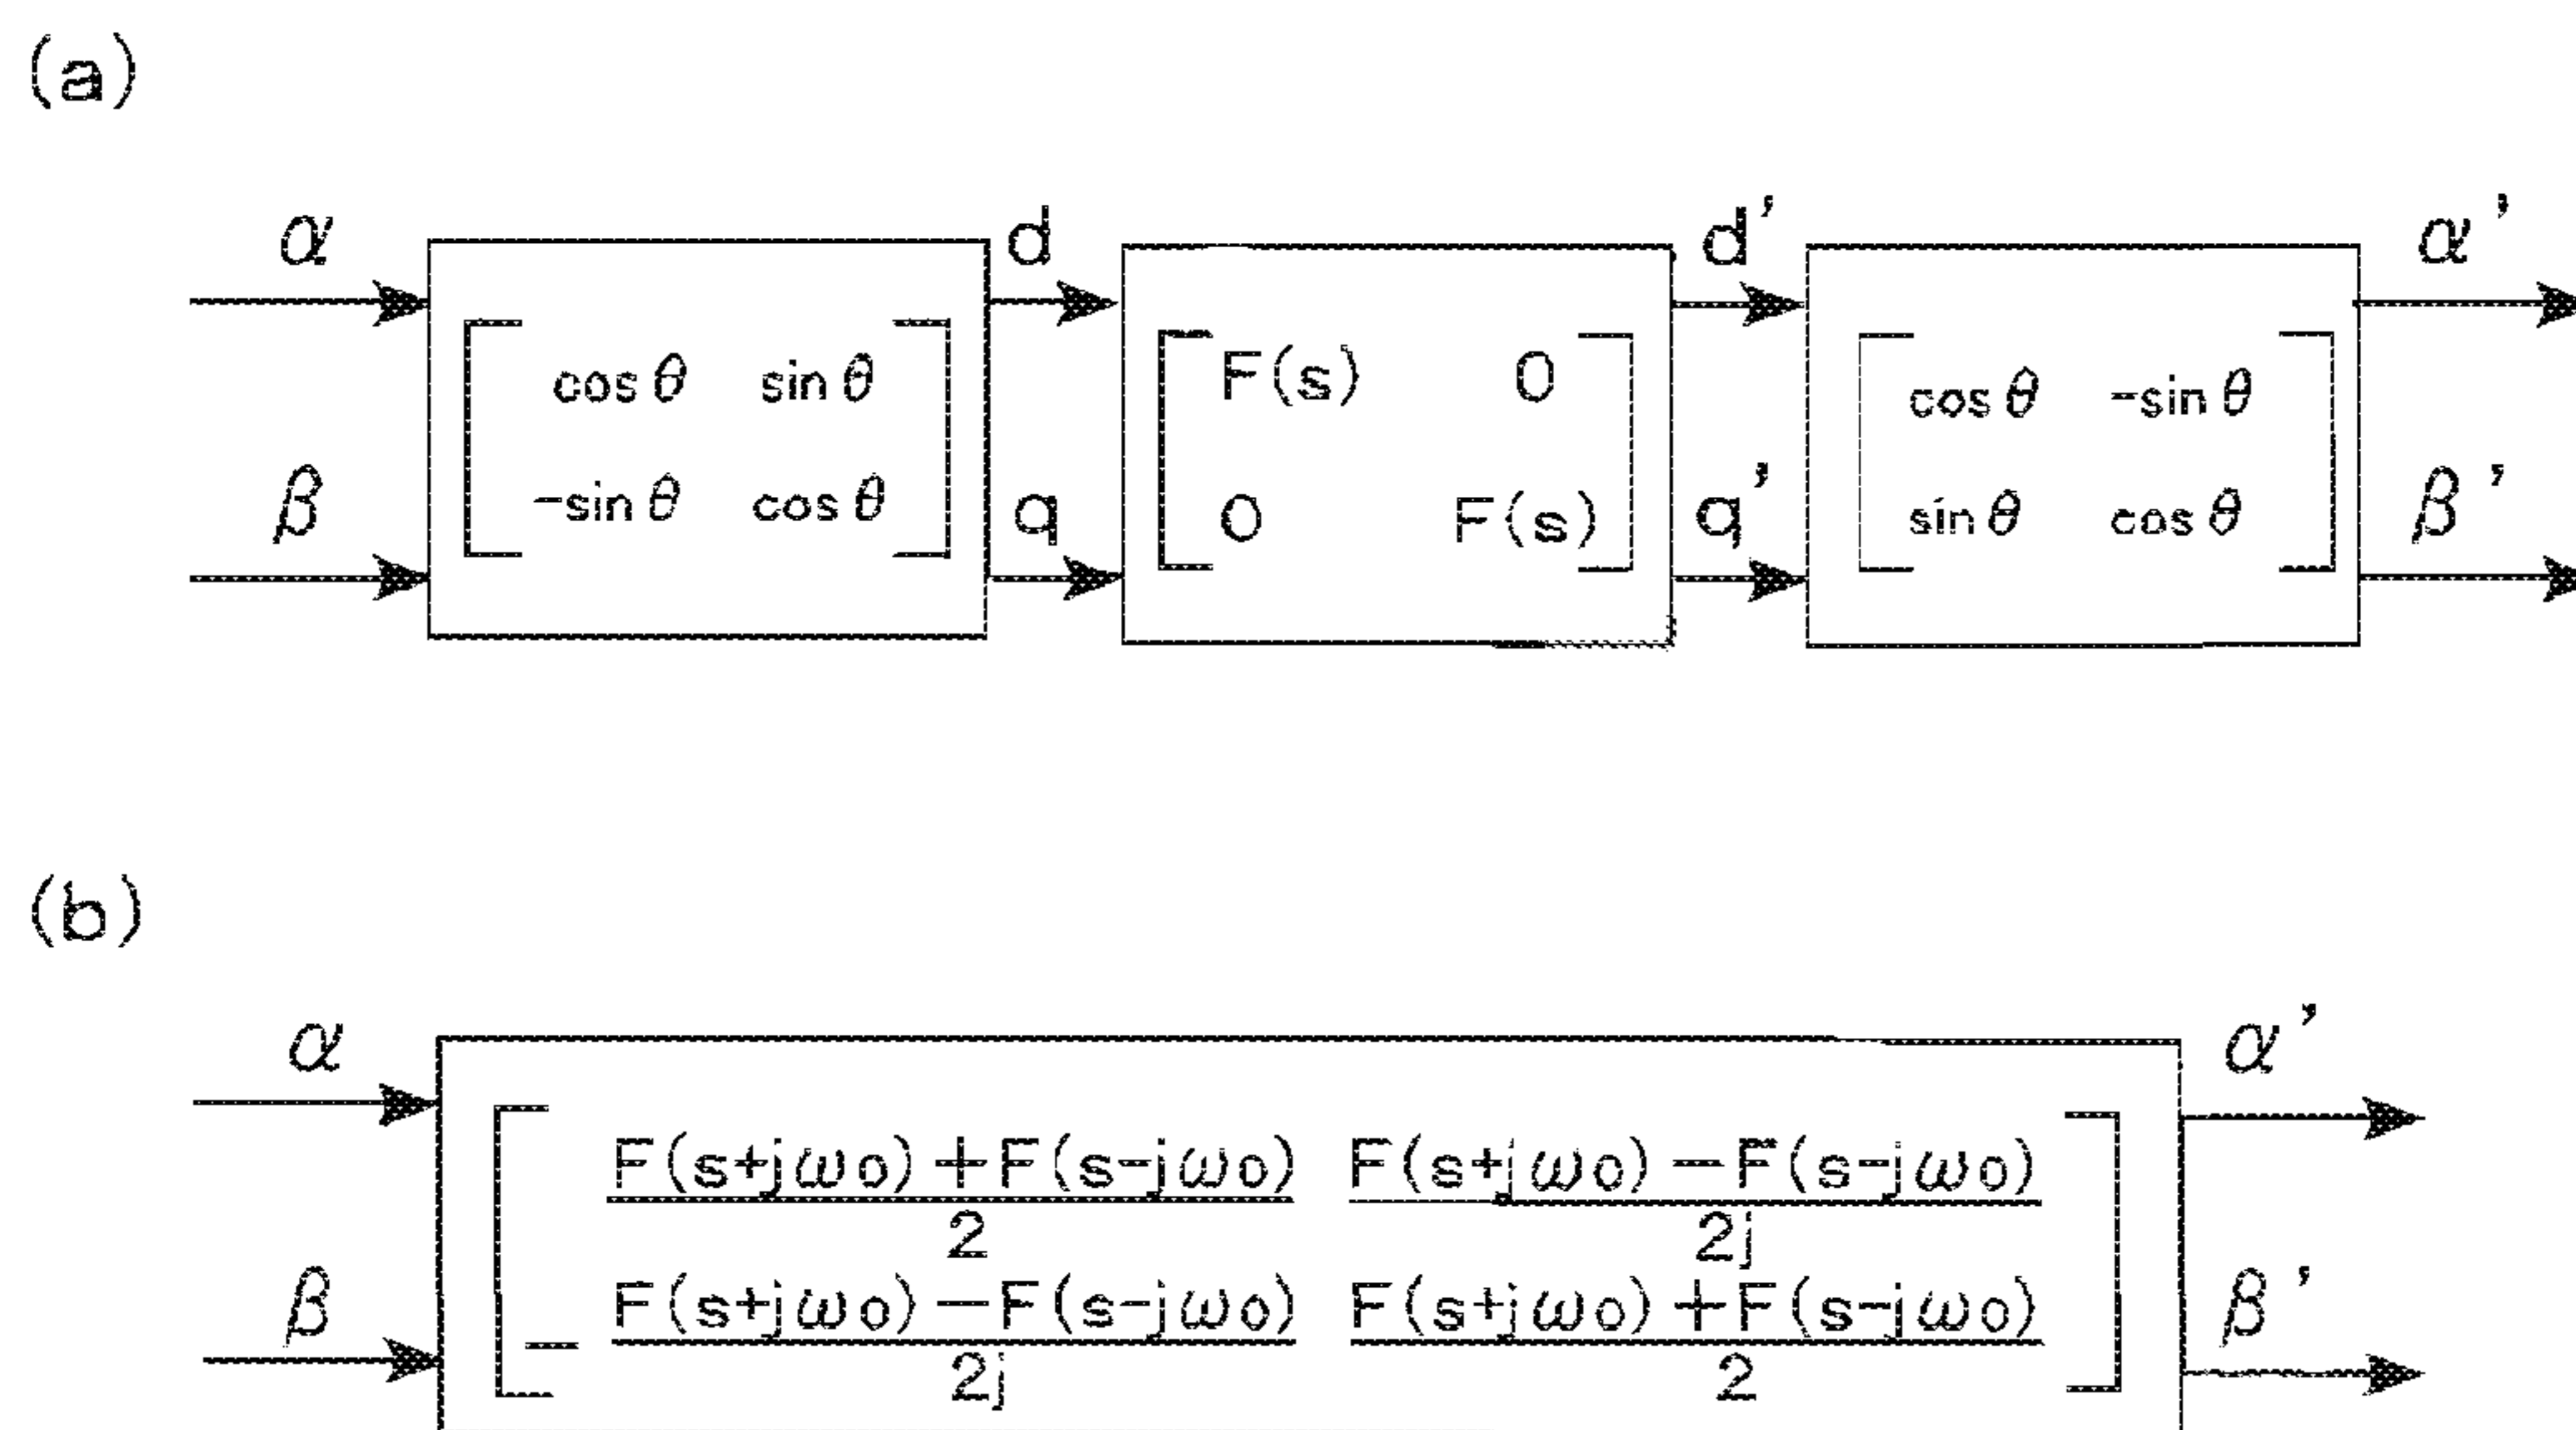 (a)
α d d' α'
cos θ sin θ F(s) 0 cos θ -sin θ
-sin θ cos θ 0 F(s) sin θ cos θ
β q q' β'
(b)
α α'
F(s+jωo)+F(s-jωo) F(s+jωo)-F(s-jωo)
2 2j
β β'
- F(s+jωo)-F(s-jωo) F(s+jωo)+F(s-jωo)
2j 2